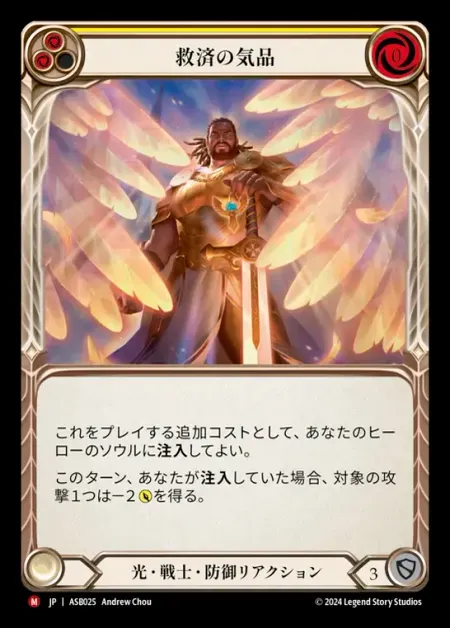 救済の気品
0
これをプレイする追加コストとして、あなたのヒー
ローのソウルに注入してよい。
このターン、あなたが注入していた場合、対象の攻
撃1つは−2を得る。
光・戦士・防御リアクション
3
M JP | ASB025 Andrew Chou
© 2024 Legend Story Studios